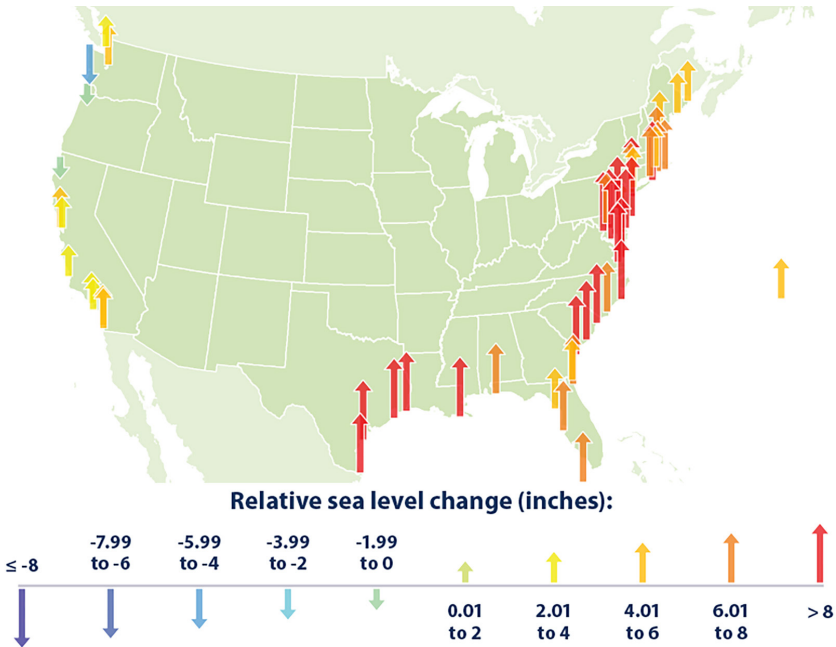 Relative sea level change (inches):
≤ -8
-7.99
to -6
-5.99
to -4
-3.99
to -2
-1.99
to 0
0.01
to 2
2.01
to 4
4.01
to 6
6.01
to 8
> 8